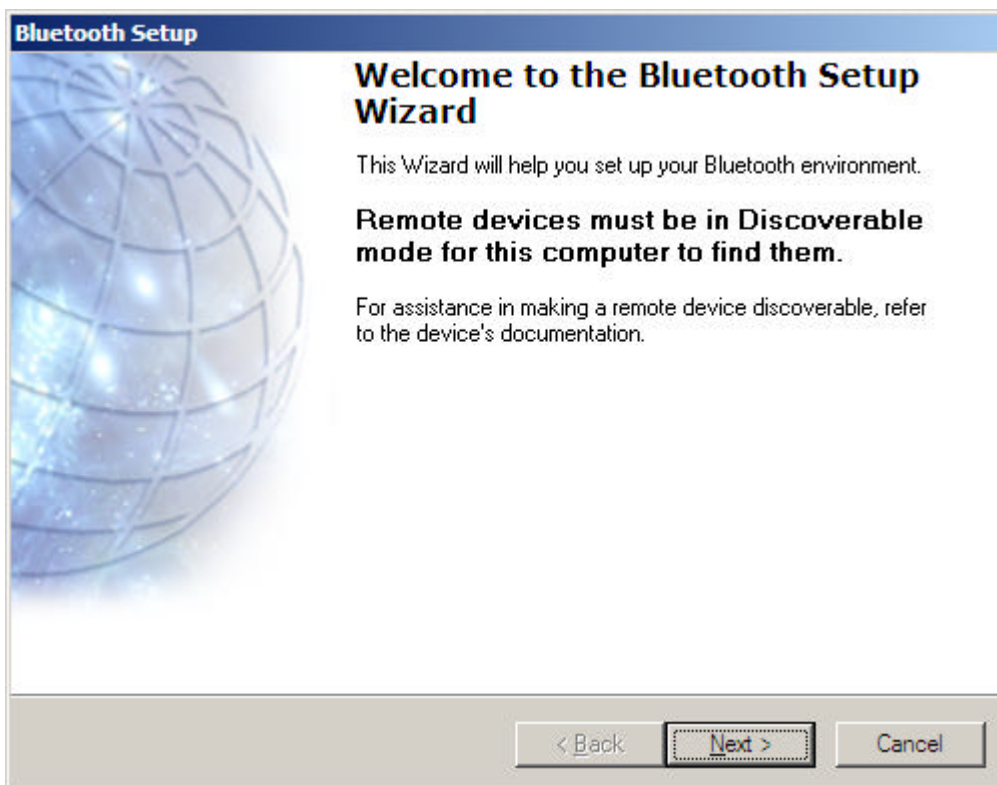 Bluetooth Setup
Welcome to the Bluetooth Setup
Wizard
This Wizard will help you set up your Bluetooth environment.
Remote devices must be in Discoverable
mode for this computer to find them.
For assistance in making a remote device discoverable, refer
to the device's documentation.
< Back
Next >
Cancel